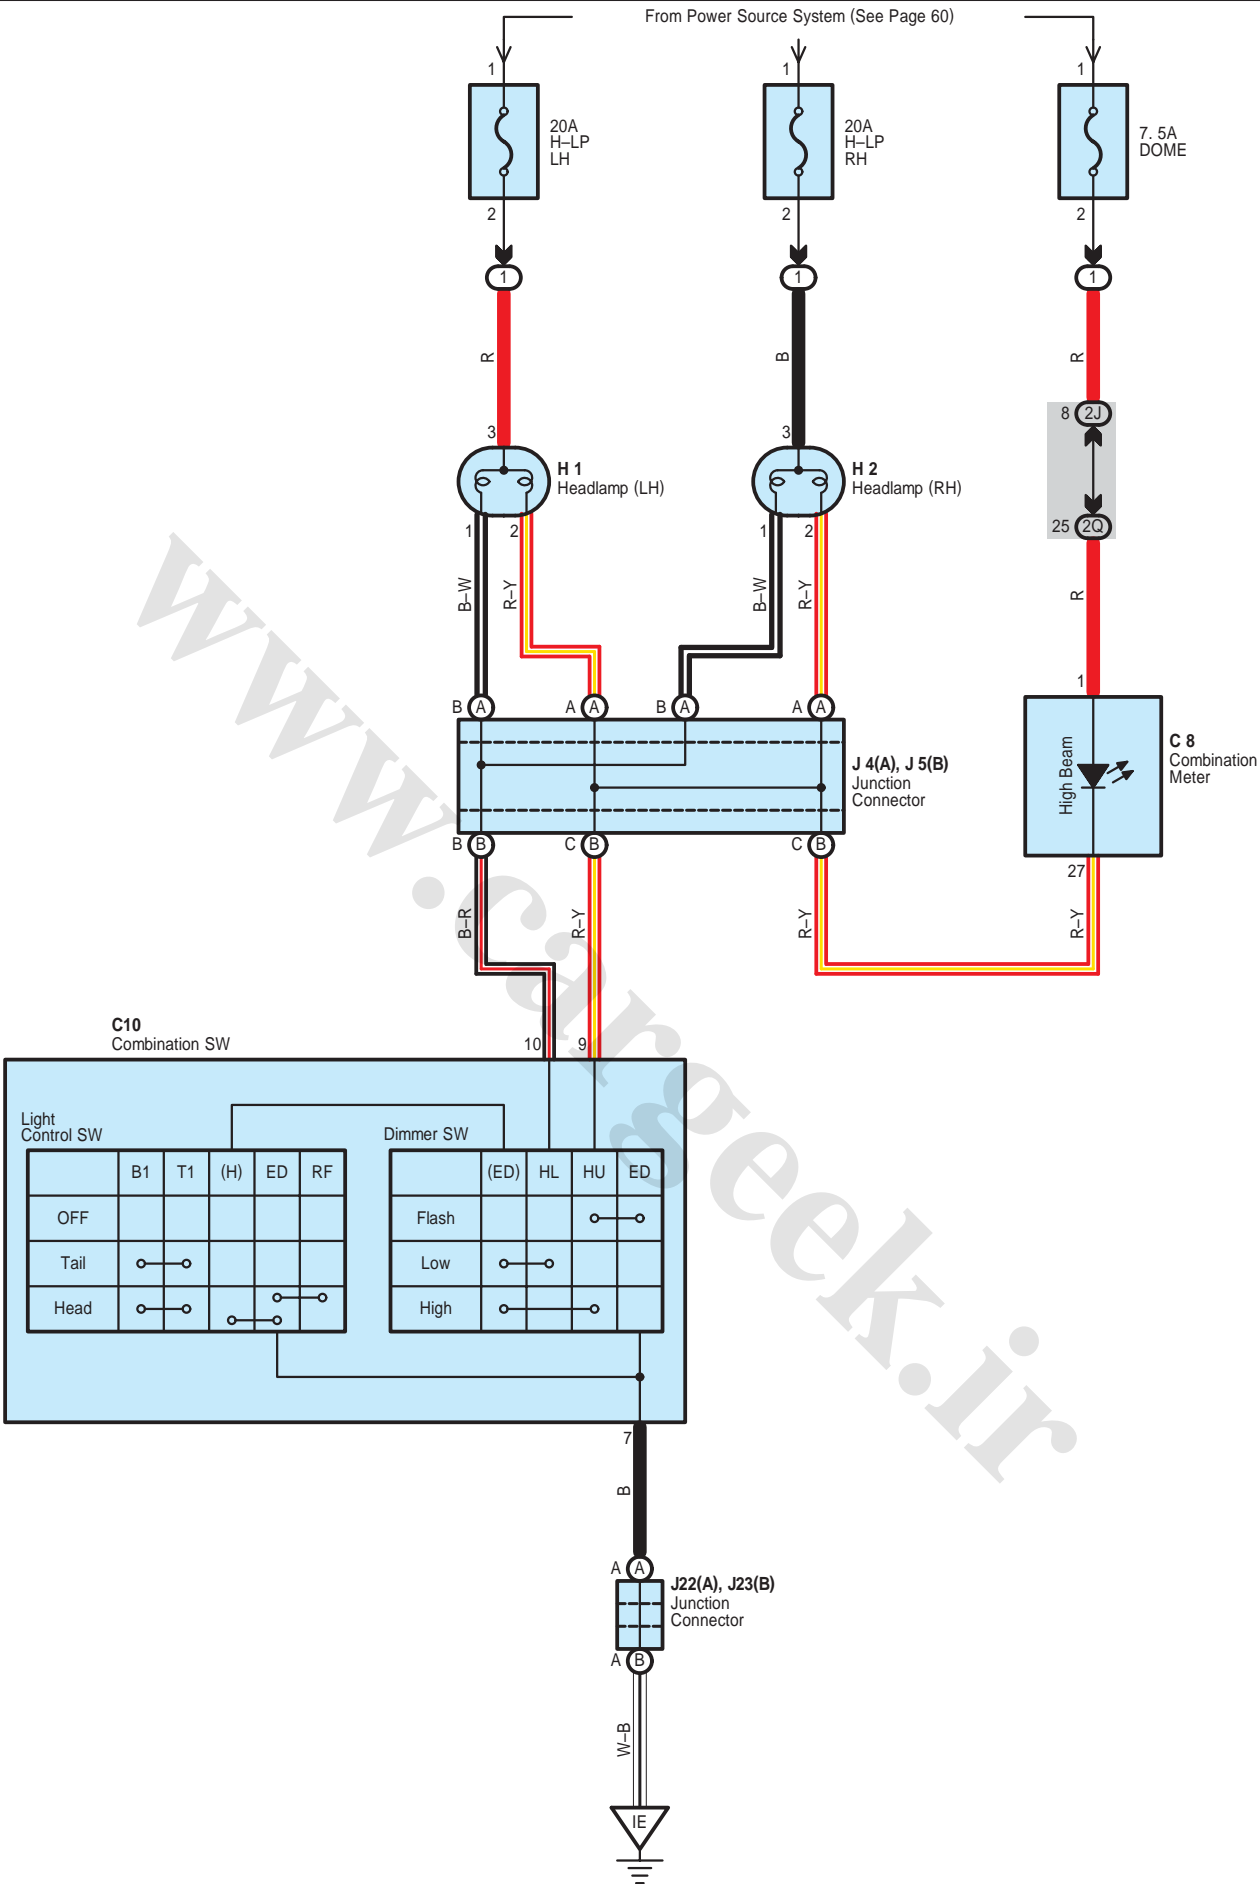 From Power Source System (See Page 60)
1
1
1
20A
H–LP
LH
20A
H–LP
RH
7. 5A
DOME
2
2
2
1
1
1
R
B
R
8 2J
3
3
H 1
Headlamp (LH)
H 2
Headlamp (RH)
25 2Q
1
2
1
2
B–W
R–Y
B–W
R–Y
R
1
B A
A A
B A
A A
J 4(A), J 5(B)
Junction
Connector
High Beam
C 8
Combination
Meter
B B
C B
C B
27
B–R
R–Y
R–Y
R–Y
C10
Combination SW
10
9
Light
Control SW
Dimmer SW
B1 T1 (H) ED RF
(ED) HL HU ED
OFF
Flash
Tail
Low
Head
High
7
B
A A
J22(A), J23(B)
Junction
Connector
A B
W–B
IE
www.cargeek.ir